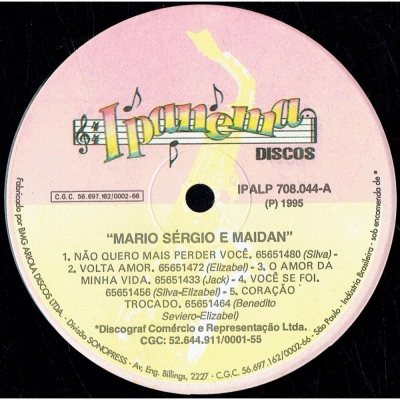 Ipanema
DISCOS
C.G.C. 56.697.162/0002-66
IPALP 708.044-A
(P) 1995
"MARIO SÉRGIO E MAIDAN"
1. NÃO QUERO MAIS PERDER VOCÊ. 65651480 (Silva) -
2. VOLTA AMOR. 65651472 (Elizabel) - 3. O AMOR DA
MINHA VIDA. 65651433 (Jack) - 4. VOCÊ SE FOI.
65651456 (Silva-Elizabel) - 5. CORAÇÃO
TROCADO. 65651464 (Benedito
Seviero-Elizabel)
*Discograf Comércio e Representação Ltda.
CGC: 52.644.911/0001-55
Fabricado por BMG ARIOLA DISCOS LTDA. - Divisão SONOPRESS - Av. Eng. Billings, 2227 - C.G.C. 56.697.162/0002-66 - São Paulo - Indústria Brasileira - sob encomenda de *